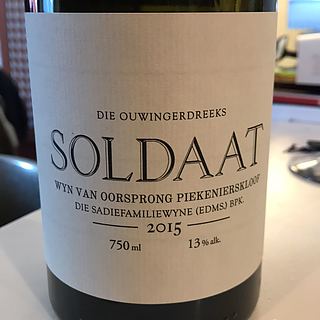 DIE OUWINGERDREEKS
SOLDAAT
WYN VAN OORSPRONG PIEKENIERSKLOOF
DIE SADIEFAMILIEWYNE (EDMS) BPK.
2015
750 ml 13 % alk.